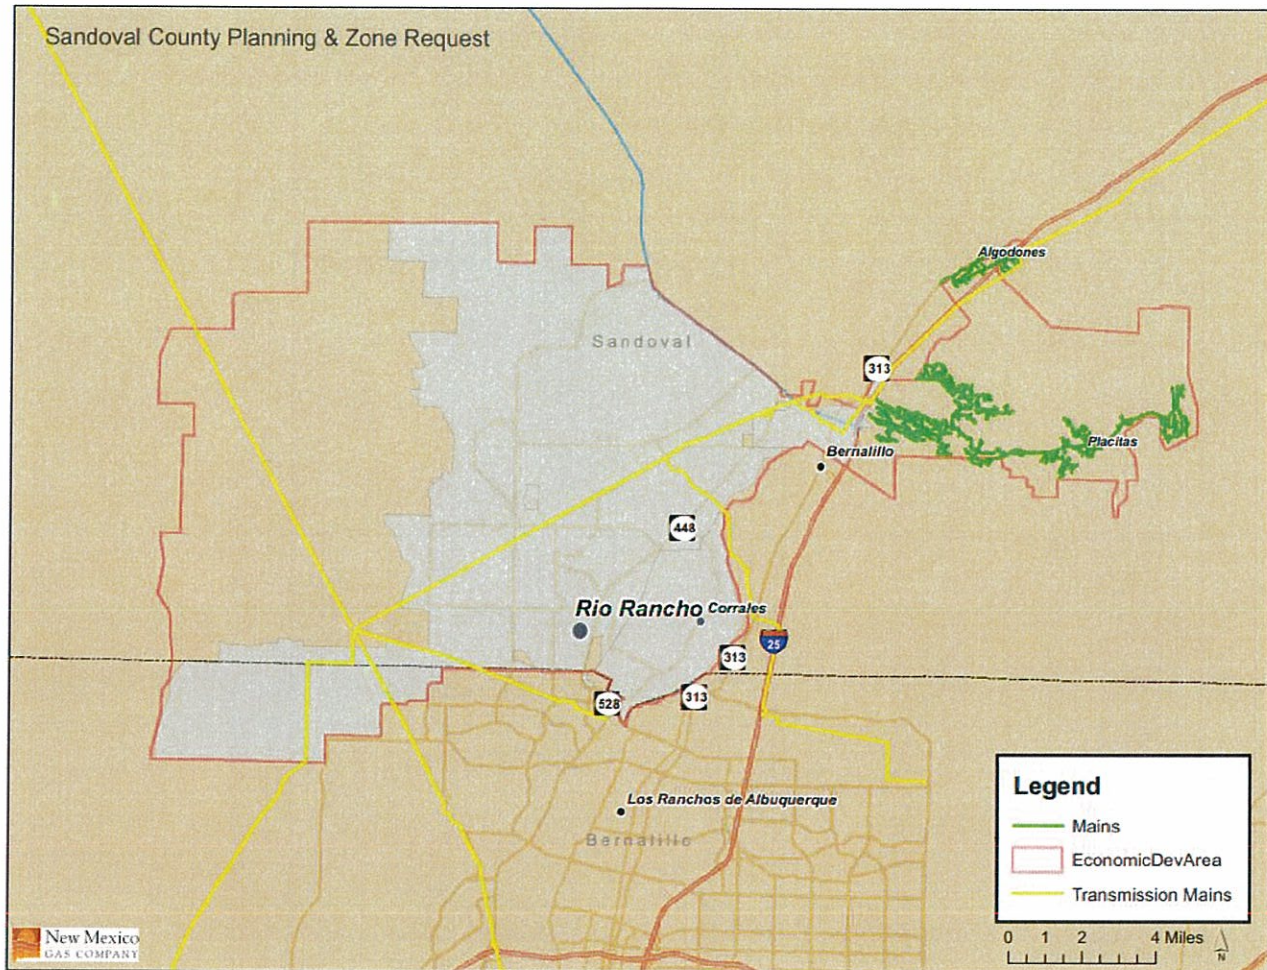 Sandoval County Planning & Zone Request
Algodones
Sandoval
313
Placitas
Bernalillo
448
Rio Rancho
Corrales
25
313
528
313
Los Ranchos de Albuquerque
Bernalillo
Legend
Mains
EconomicDevArea
Transmission Mains
0 1 2 4 Miles
N
New Mexico
GAS COMPANY